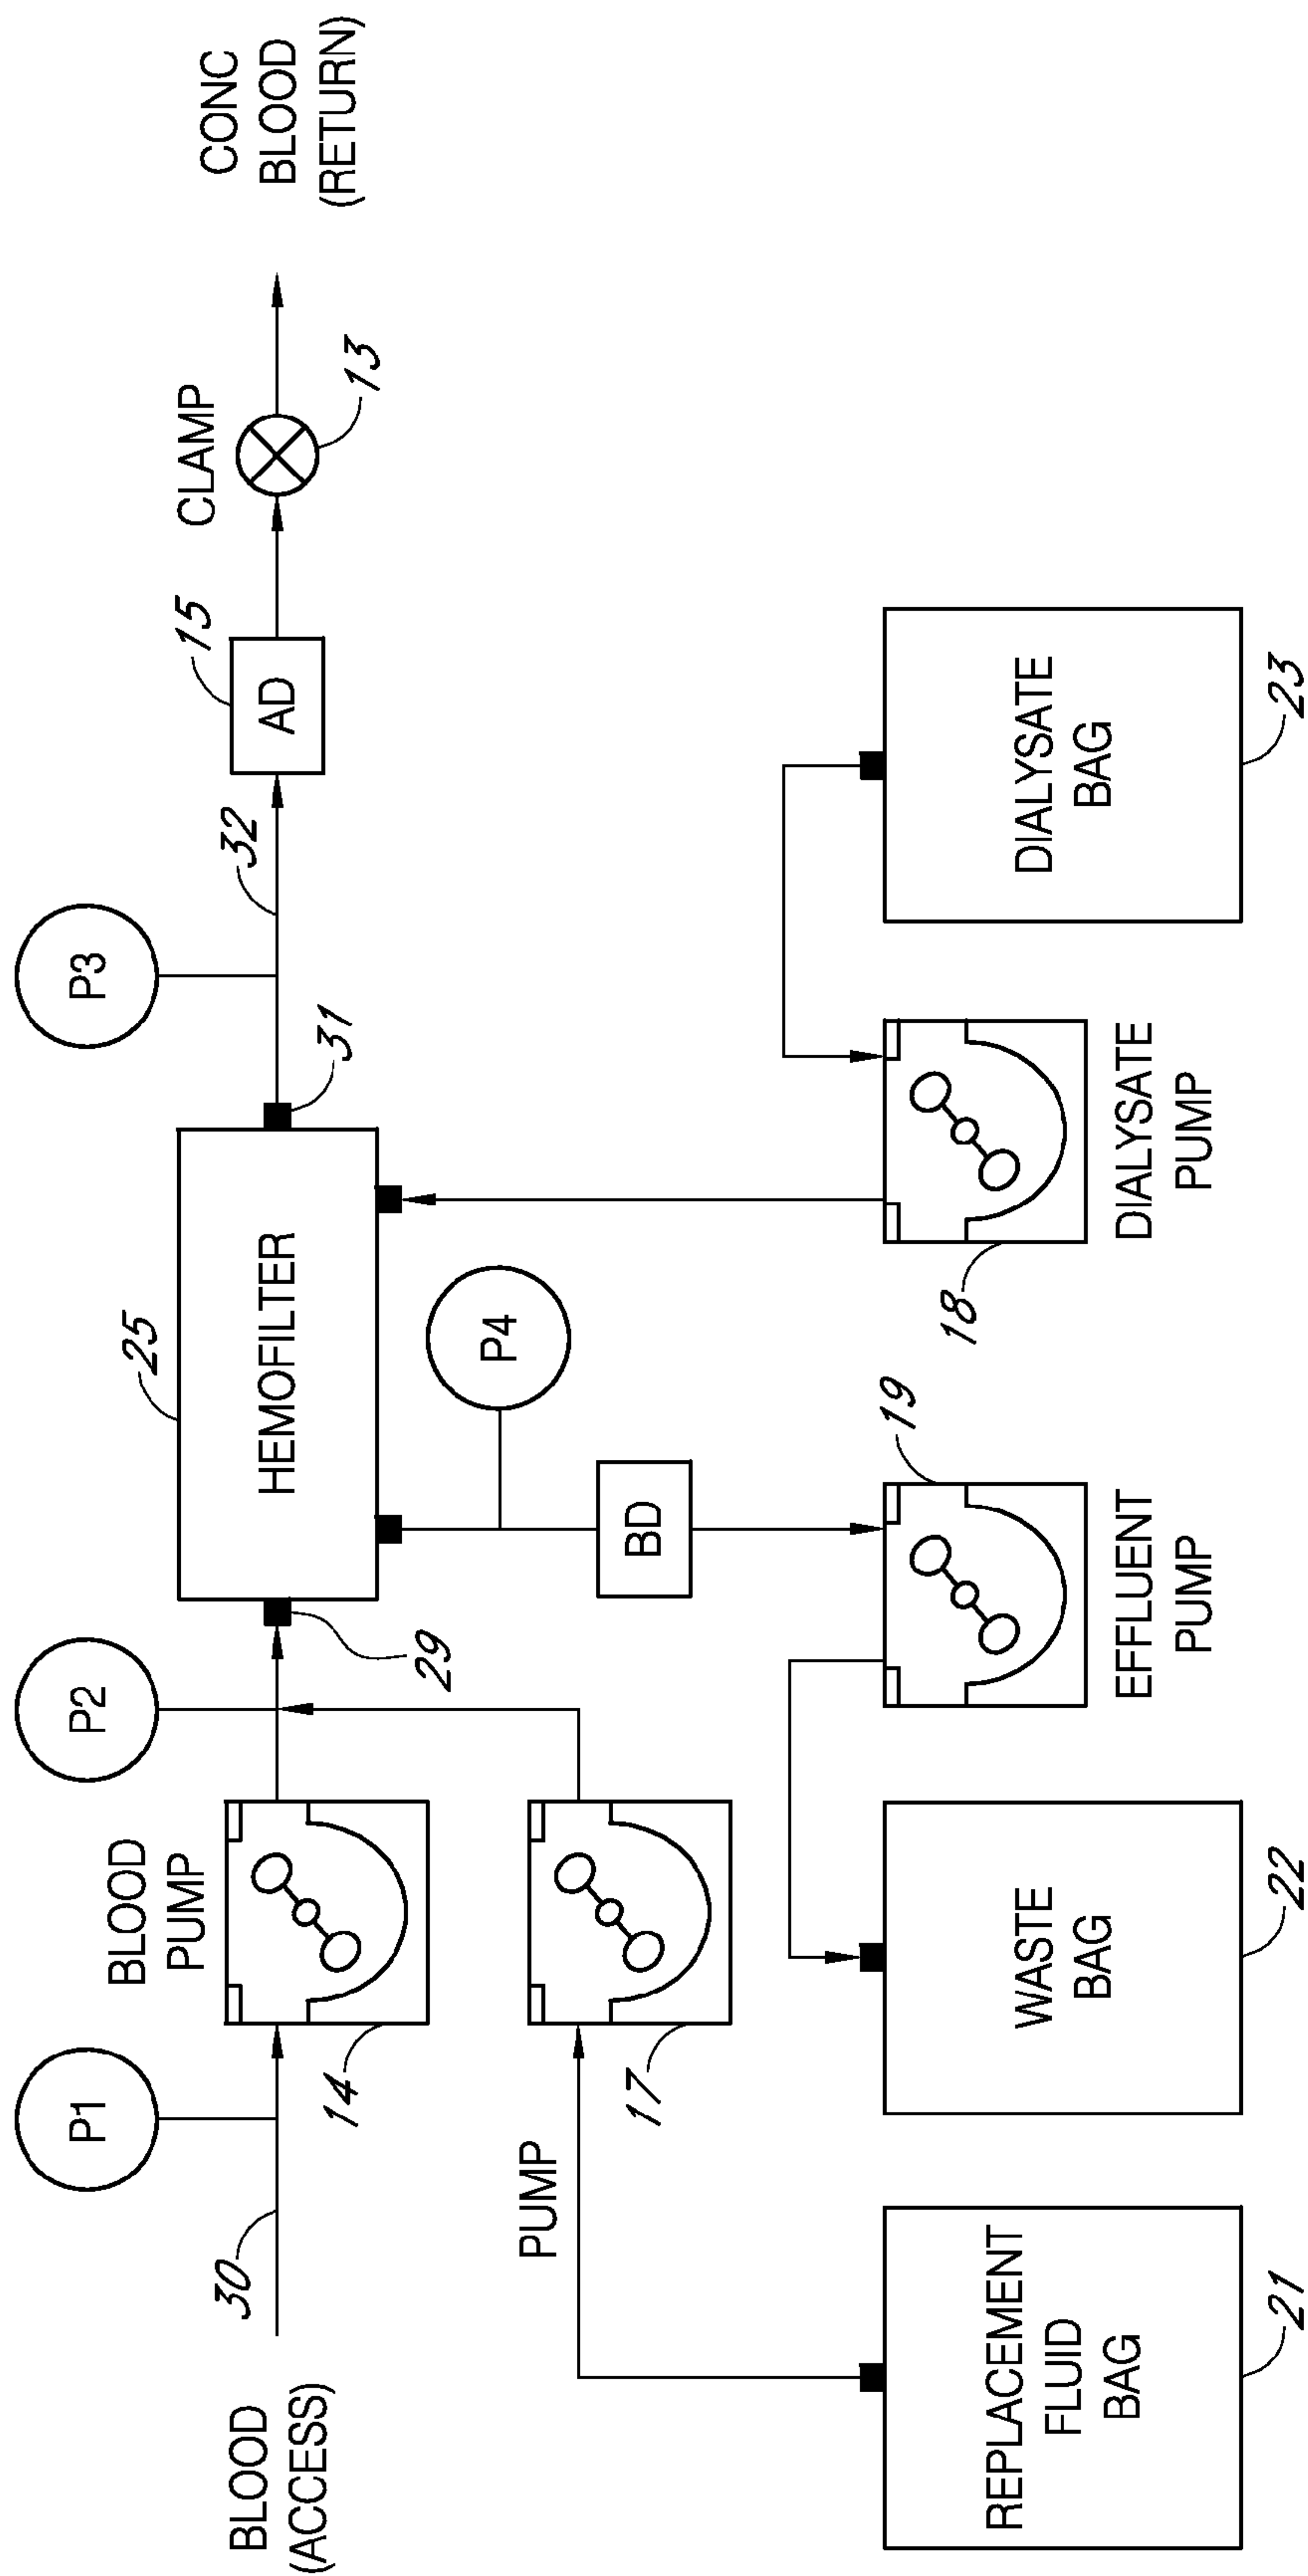 P1
P2
P3
BLOOD
PUMP
25
32
15
CLAMP
CONC
BLOOD
(RETURN)
30
BLOOD
(ACCESS)
HEMOFILTER
AD
13
14
29
31
PUMP
17
P4
BD
19
18
EFFLUENT
PUMP
DIALYSATE
PUMP
REPLACEMENT
FLUID
BAG
WASTE
BAG
DIALYSATE
BAG
21
22
23